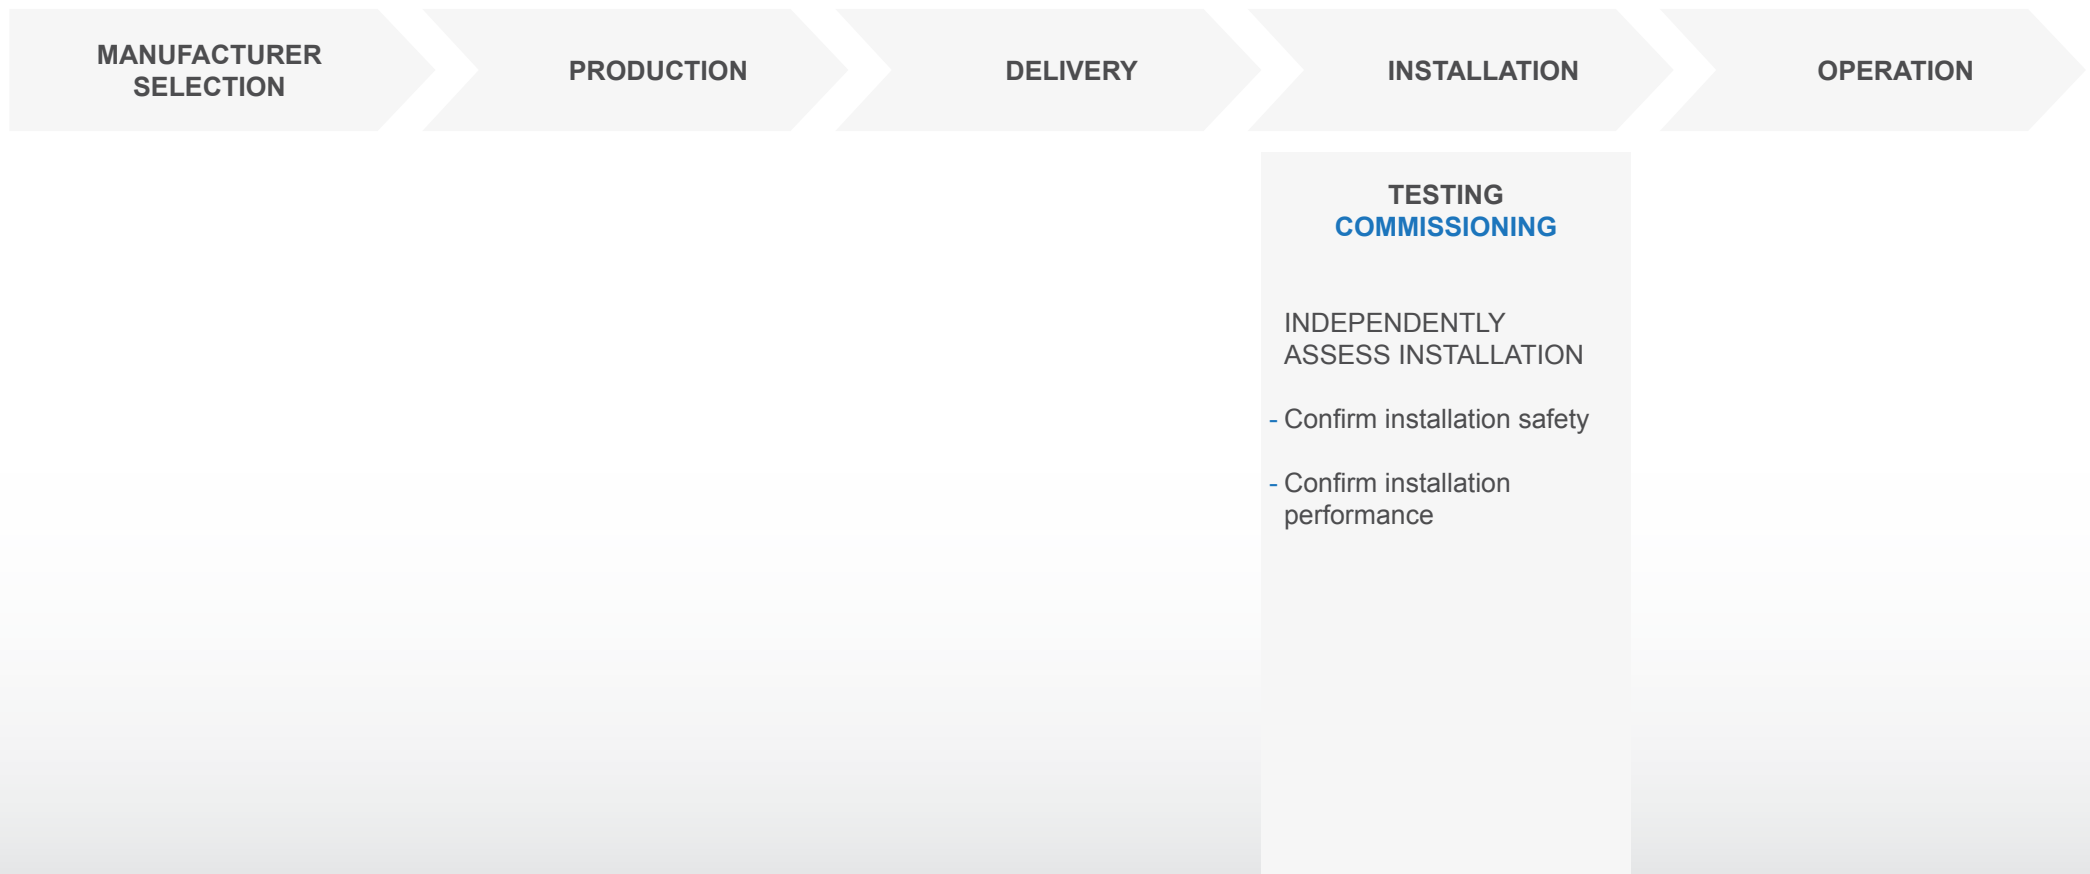 MANUFACTURER
SELECTION
PRODUCTION
DELIVERY
INSTALLATION
OPERATION
TESTING
COMMISSIONING
INDEPENDENTLY
ASSESS INSTALLATION
- Confirm installation safety
- Confirm installation
performance